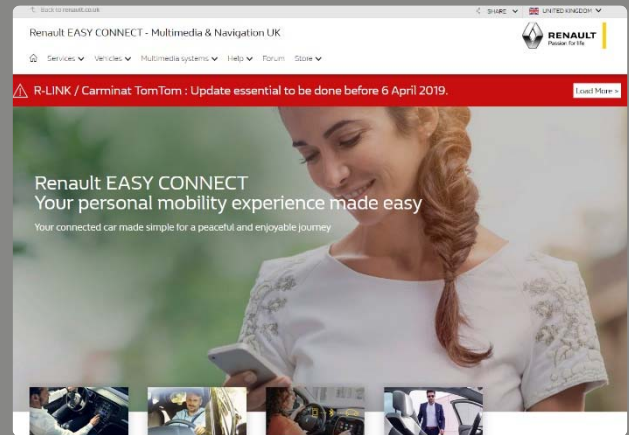 Back to renault.co.uk
SHARE
UNITED KINGDOM
Renault EASY CONNECT - Multimedia & Navigation UK
RENAULT
Passion for life
Services
Vehicles
Multimedia systems
Help
Forum
Store
R-LINK / Carminat TomTom : Update essential to be done before 6 April 2019.
Load More >
Renault EASY CONNECT
Your personal mobility experience made easy
Your connected car made simple for a peaceful and enjoyable journey